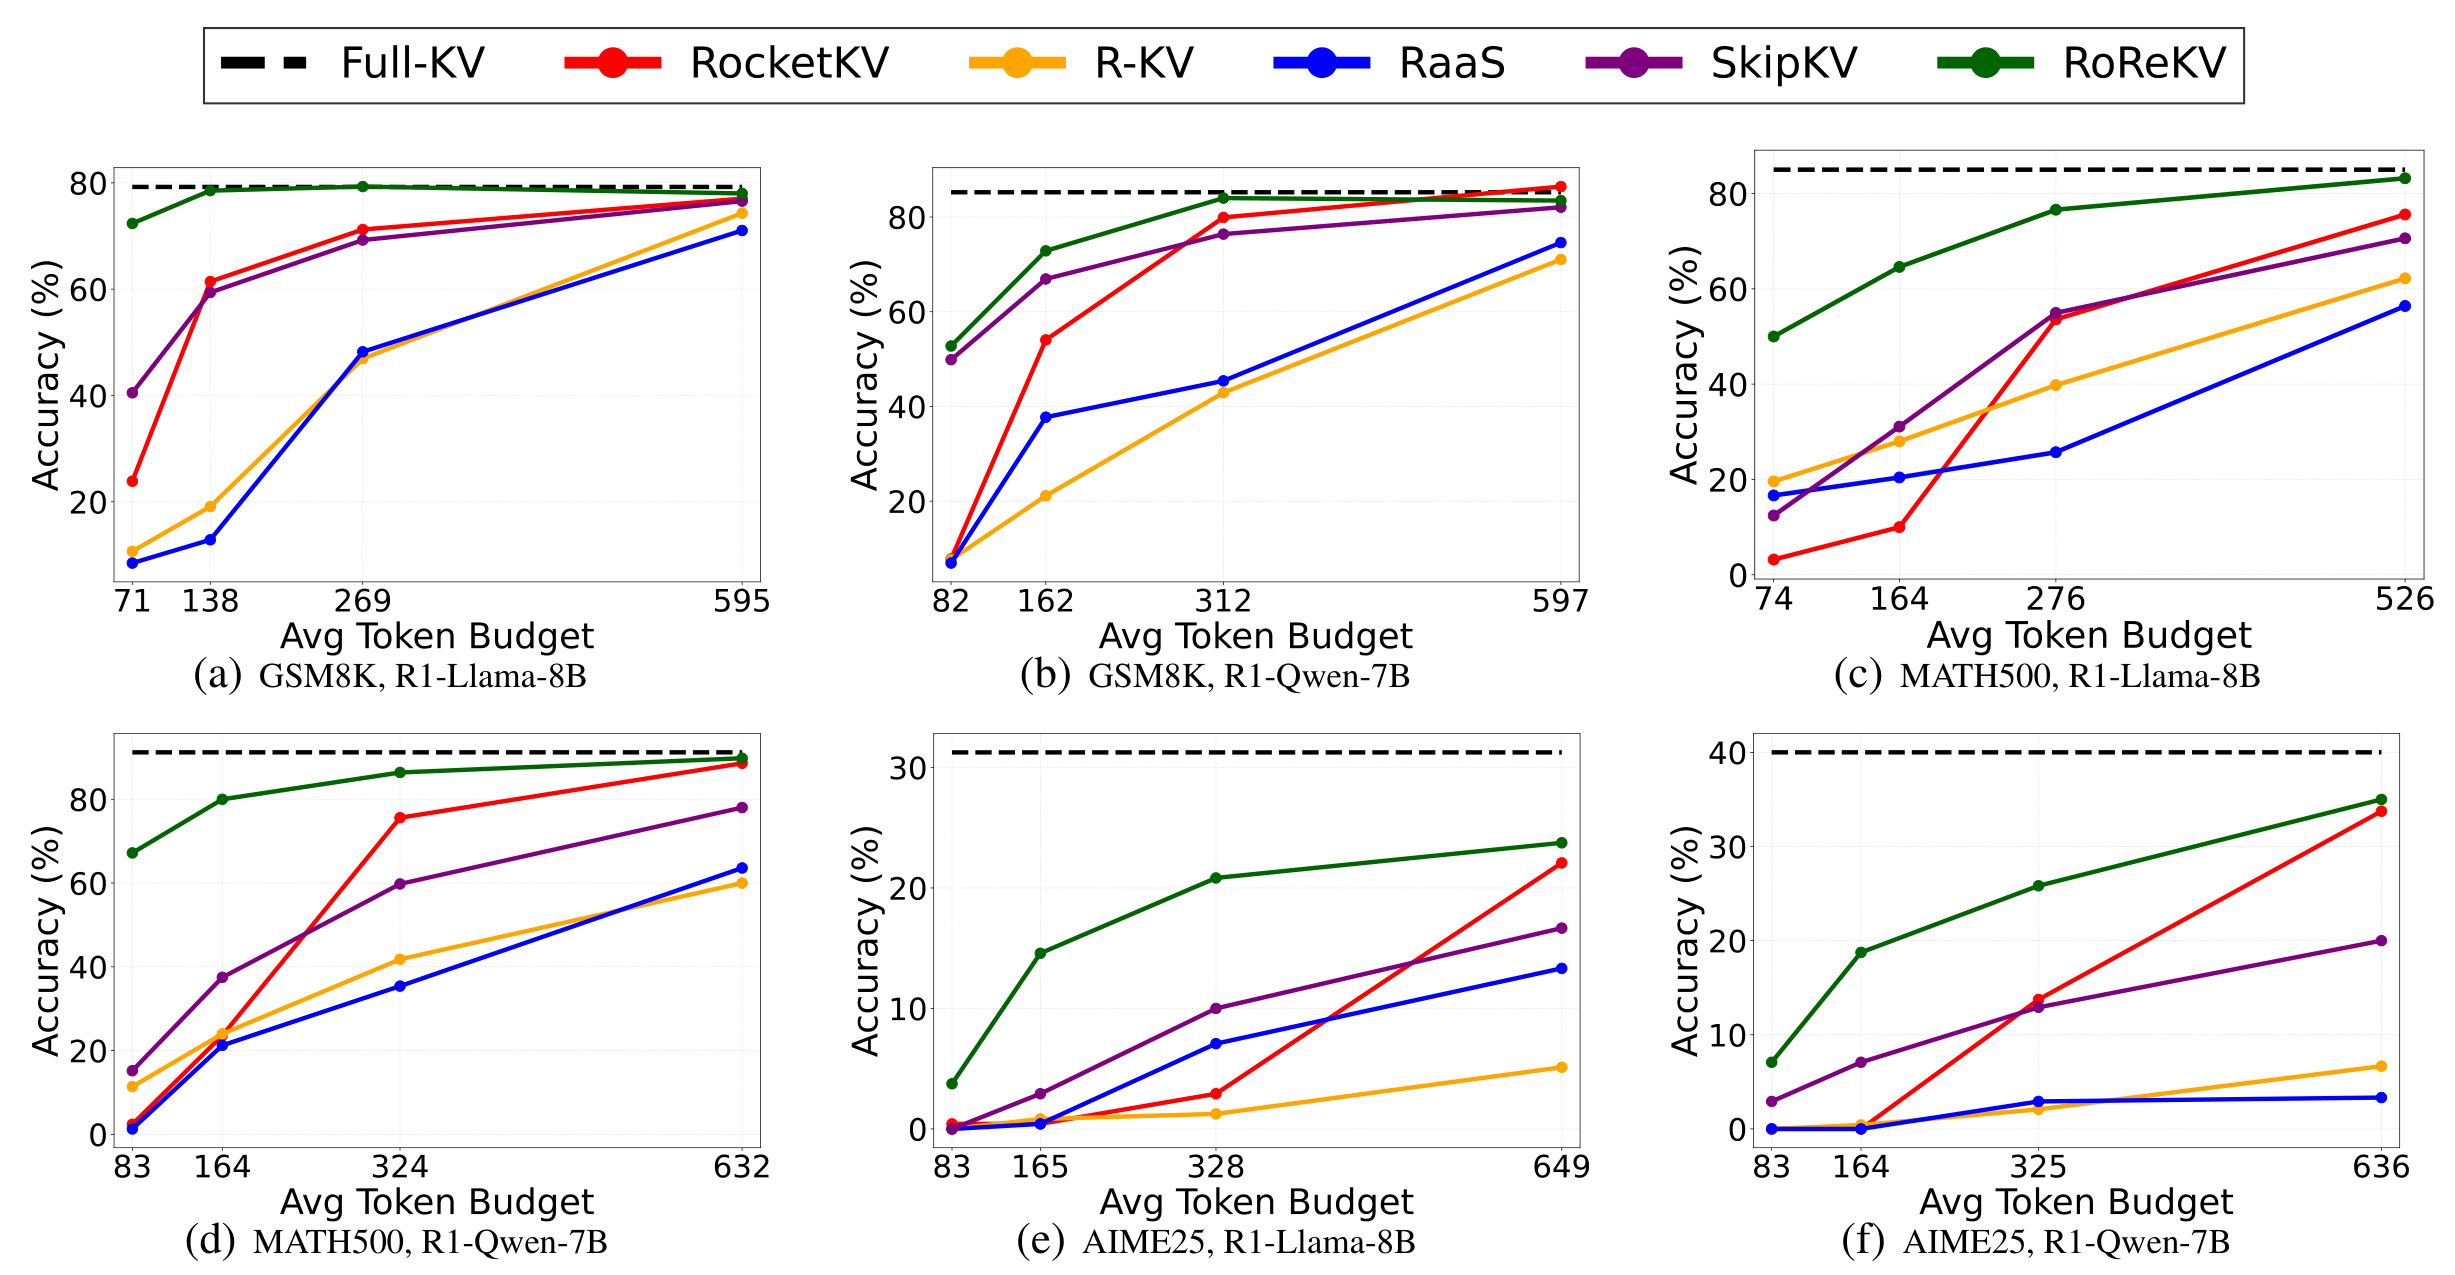 Full-KV RocketKV R-KV RaaS SkipKV RoReKV
80
60
40
20
Accuracy (%)
71 138 269 595
Avg Token Budget
(a) GSM8K, R1-Llama-8B
80
60
40
20
Accuracy (%)
82 162 312 597
Avg Token Budget
(b) GSM8K, R1-Qwen-7B
80
60
40
20
0
Accuracy (%)
74 164 276 526
Avg Token Budget
(c) MATH500, R1-Llama-8B
80
60
40
20
0
Accuracy (%)
83 164 324 632
Avg Token Budget
(d) MATH500, R1-Qwen-7B
30
20
10
0
Accuracy (%)
83 165 328 649
Avg Token Budget
(e) AIME25, R1-Llama-8B
40
30
20
10
0
Accuracy (%)
83 164 325 636
Avg Token Budget
(f) AIME25, R1-Qwen-7B